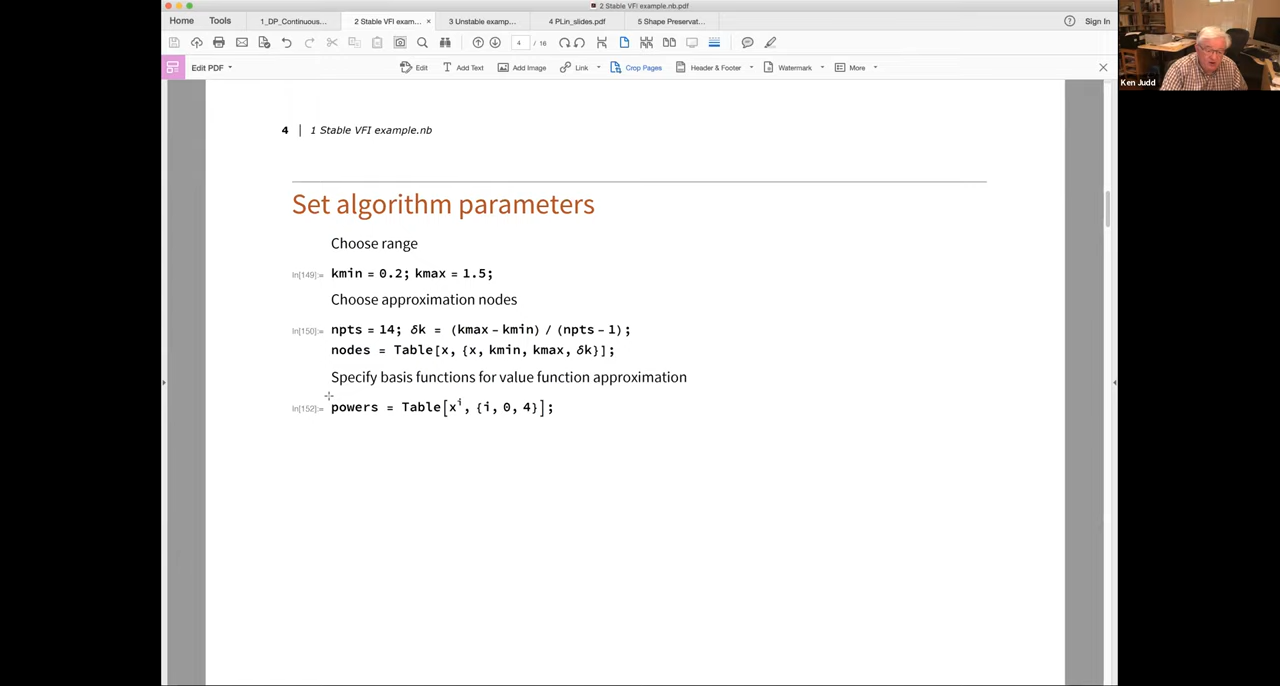 2 Stable VFI example.nb.pdf
Home Tools 1_DP_Continuous... 2 Stable VFI exam... × 3 Unstable examp... 4 PLin_slides.pdf 5 Shape Preservat... Sign In
4 / 16
Edit PDF Edit Add Text Add Image Link Crop Pages Header & Footer Watermark More
Ken Judd
4 | 1 Stable VFI example.nb
Set algorithm parameters
Choose range
In[149]:= kmin = 0.2; kmax = 1.5;
Choose approximation nodes
In[150]:= npts = 14; δk = (kmax - kmin) / (npts - 1);
nodes = Table[x, {x, kmin, kmax, δk}];
Specify basis functions for value function approximation
In[152]:= powers = Table[xⁱ, {i, 0, 4}];